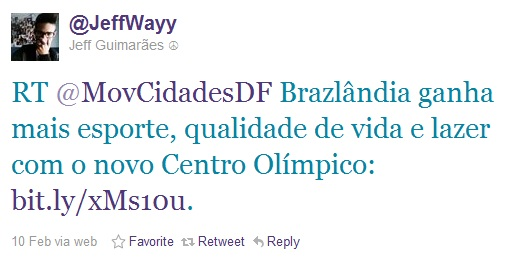 @JeffWayy
Jeff Guimarães ☮
RT @MovCidadesDF Brazlândia ganha
mais esporte, qualidade de vida e lazer
com o novo Centro Olímpico:
bit.ly/xMs10u.
10 Feb via web Favorite Retweet Reply